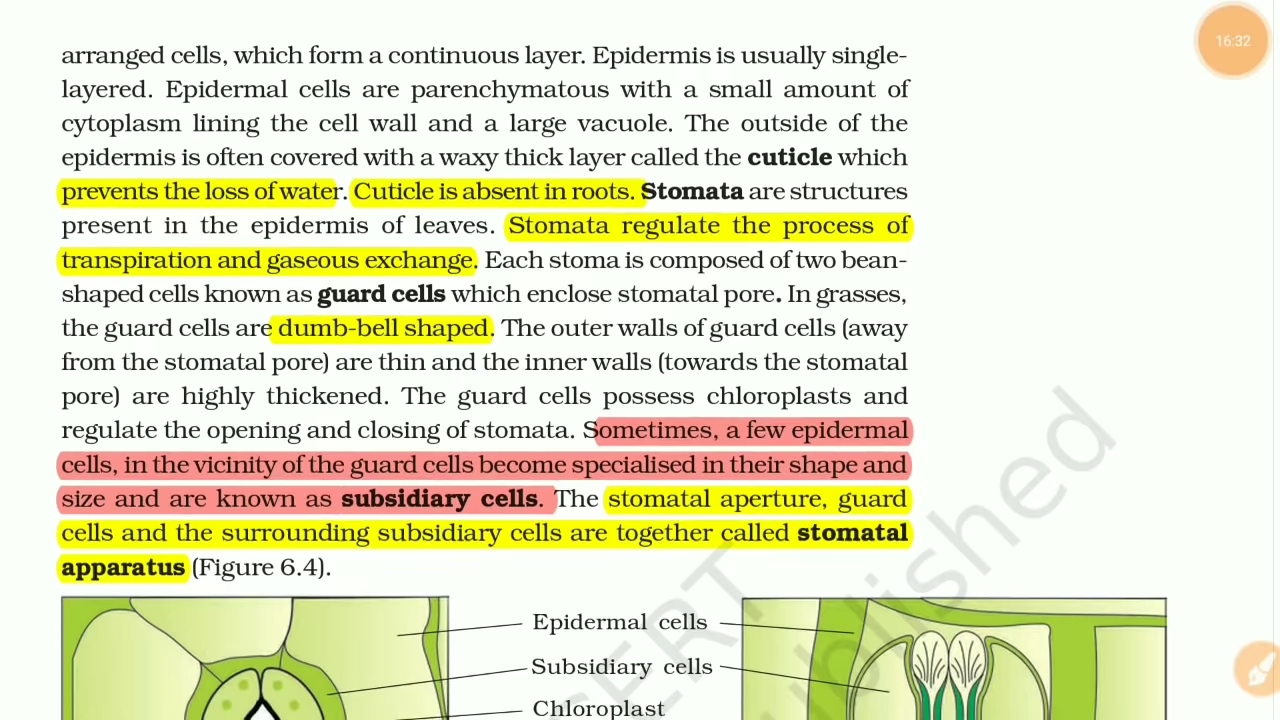 arranged cells, which form a continuous layer. Epidermis is usually single-
layered. Epidermal cells are parenchymatous with a small amount of
cytoplasm lining the cell wall and a large vacuole. The outside of the
epidermis is often covered with a waxy thick layer called the cuticle which
prevents the loss of water. Cuticle is absent in roots. Stomata are structures
present in the epidermis of leaves. Stomata regulate the process of
transpiration and gaseous exchange. Each stoma is composed of two bean-
shaped cells known as guard cells which enclose stomatal pore. In grasses,
the guard cells are dumb-bell shaped. The outer walls of guard cells (away
from the stomatal pore) are thin and the inner walls (towards the stomatal
pore) are highly thickened. The guard cells possess chloroplasts and
regulate the opening and closing of stomata. Sometimes, a few epidermal
cells, in the vicinity of the guard cells become specialised in their shape and
size and are known as subsidiary cells. The stomatal aperture, guard
cells and the surrounding subsidiary cells are together called stomatal
apparatus (Figure 6.4).
Epidermal cells
Subsidiary cells
Chloroplast
16:32